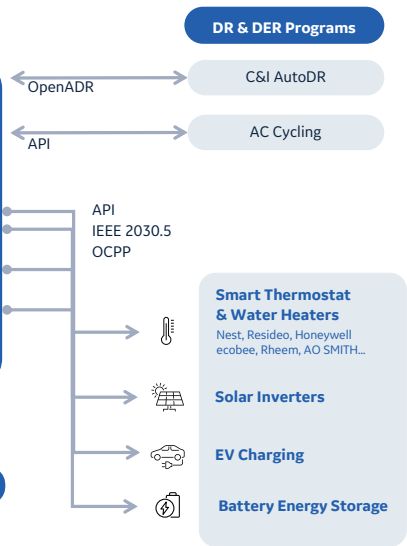 DR & DER Programs
OpenADR
C&I AutoDR
API
AC Cycling
API
IEEE 2030.5
OCPP
Smart Thermostat
& Water Heaters
Nest, Resideo, Honeywell
ecobee, Rheem, AO SMITH...
Solar Inverters
EV Charging
Battery Energy Storage